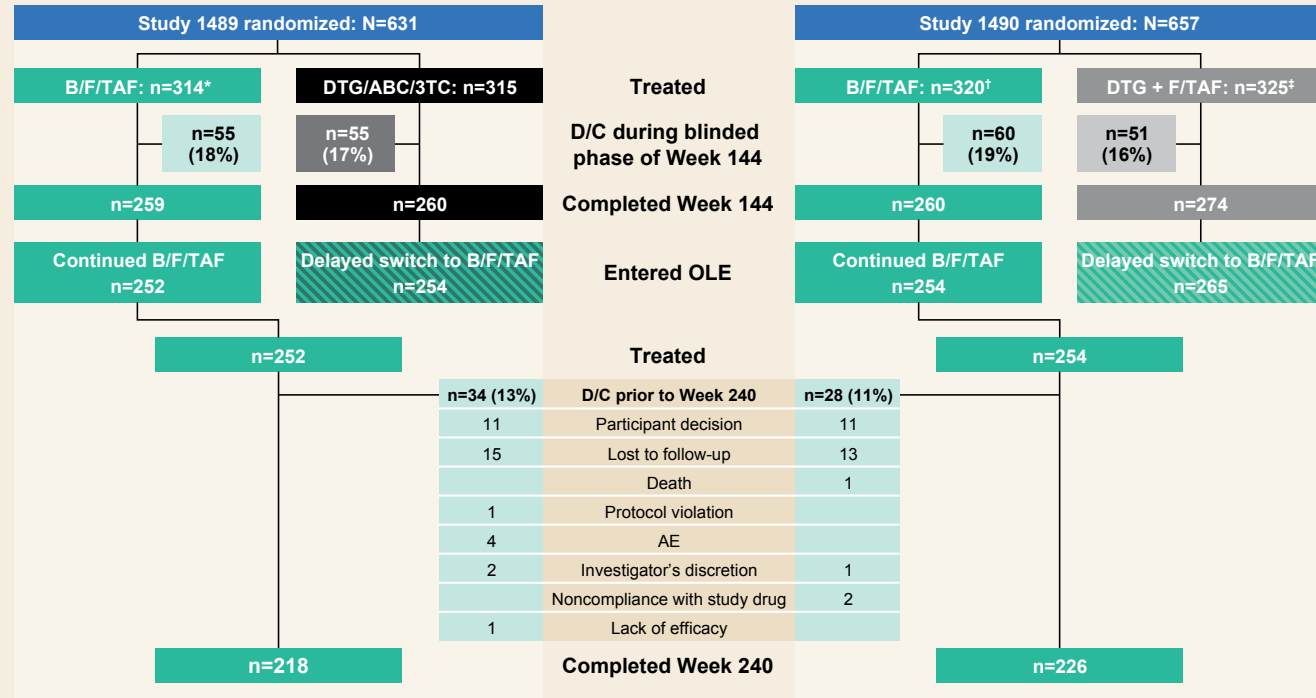 Study 1489 randomized: N=631
Study 1490 randomized: N=657
B/F/TAF: n=314*
DTG/ABC/3TC: n=315
Treated
B/F/TAF: n=320†
DTG + F/TAF: n=325‡
n=55
(18%)
n=55
(17%)
D/C during blinded
phase of Week 144
n=60
(19%)
n=51
(16%)
n=259
n=260
Completed Week 144
n=260
n=274
Continued B/F/TAF
n=252
Delayed switch to B/F/TAF
n=254
Entered OLE
Continued B/F/TAF
n=254
Delayed switch to B/F/TAF
n=265
n=252
Treated
n=254
n=34 (13%) D/C prior to Week 240 n=28 (11%)
11 Participant decision 11
15 Lost to follow-up 13
Death 1
1 Protocol violation
4 AE
2 Investigator’s discretion 1
Noncompliance with study drug 2
1 Lack of efficacy
n=218
Completed Week 240
n=226